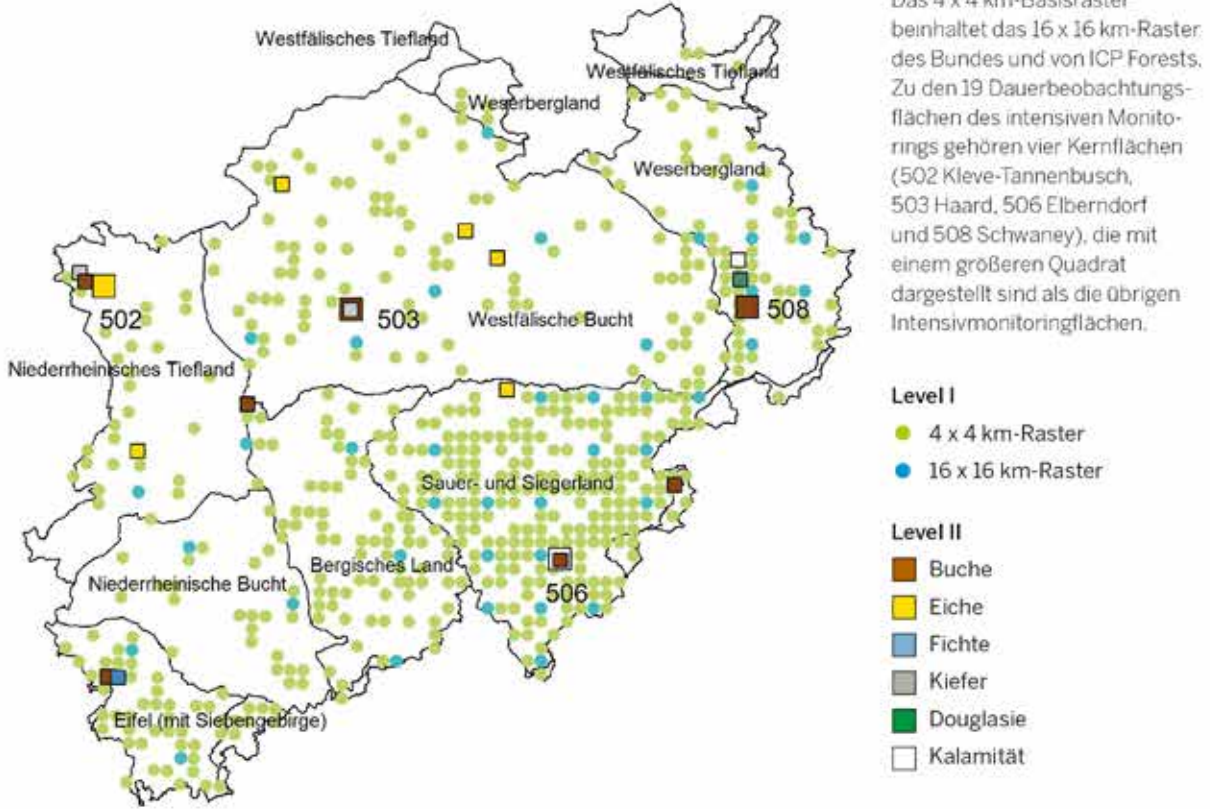 Das 4 x 4 km-Basisraster
beinhaltet das 16 x 16 km-Raster
des Bundes und von ICP Forests.
Zu den 19 Dauerbeobachtungs-
flächen des intensiven Monito-
rings gehören vier Kernflächen
(502 Kleve-Tannenbusch,
503 Haard, 506 Elberndorf
und 508 Schwaney), die mit
einem größeren Quadrat
dargestellt sind als die übrigen
Intensivmonitoringflächen.
Westfälisches Tiefland
Westfälisches Tiefland
Weserbergland
Weserbergland
502
503
508
Westfälische Bucht
Niederrheinisches Tiefland
Sauer- und Siegerland
Bergisches Land
506
Niederrheinische Bucht
Eifel (mit Siebengebirge)
Level I
4 x 4 km-Raster
16 x 16 km-Raster
Level II
Buche
Eiche
Fichte
Kiefer
Douglasie
Kalamität